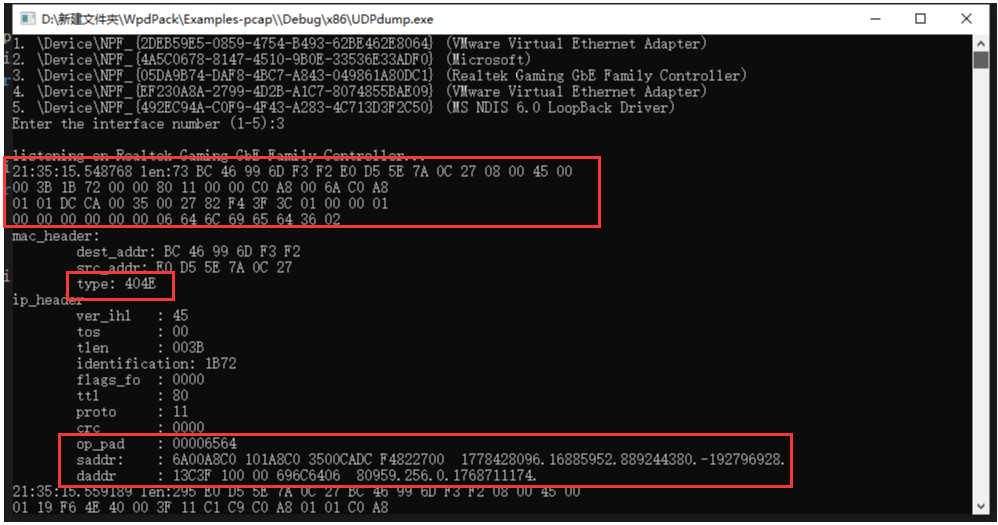 D:\新建文件夹\WpdPack\Examples-pcap\\Debug\x86\UDPdump.exe
1. \Device\NPF_{2DEB59E5-0859-4754-B493-62BE462E8064} (VMware Virtual Ethernet Adapter)
2. \Device\NPF_{4A5C0678-8147-4510-9B0E-33536E33ADF0} (Microsoft)
3. \Device\NPF_{05DA9B74-DAF8-4BC7-A843-049861A80DC1} (Realtek Gaming GbE Family Controller)
4. \Device\NPF_{EF230A8A-2799-4D2B-A1C7-8074855BAE09} (VMware Virtual Ethernet Adapter)
5. \Device\NPF_{492EC94A-C0F9-4F43-A283-4C713D3F2C50} (MS NDIS 6.0 LoopBack Driver)
Enter the interface number (1-5):3
listening on Realtek Gaming GbE Family Controller...
21:35:15.548768 len:73 BC 46 99 6D F3 F2 E0 D5 5E 7A 0C 27 08 00 45 00
00 3B 1B 72 00 00 80 11 00 00 C0 A8 00 6A C0 A8
01 01 DC CA 00 35 00 27 82 F4 3F 3C 01 00 00 01
00 00 00 00 00 00 06 64 6C 69 65 64 36 02
mac_header:
dest_addr: BC 46 99 6D F3 F2
src_addr: E0 D5 5E 7A 0C 27
type: 404E
ip_header
ver_ihl : 45
tos : 00
tlen : 003B
identification: 1B72
flags_fo : 0000
ttl : 80
proto : 11
crc : 0000
op_pad : 00006564
saddr: : 6A00A8C0 101A8C0 3500CADC F4822700 1778428096.16885952.889244380.-192796928.
daddr : 13C3F 100 00 696C6406 80959.256.0.1768711174.
21:35:15.559189 len:295 E0 D5 5E 7A 0C 27 BC 46 99 6D F3 F2 08 00 45 00
01 19 F6 4E 40 00 3F 11 C1 C9 C0 A8 01 01 C0 A8